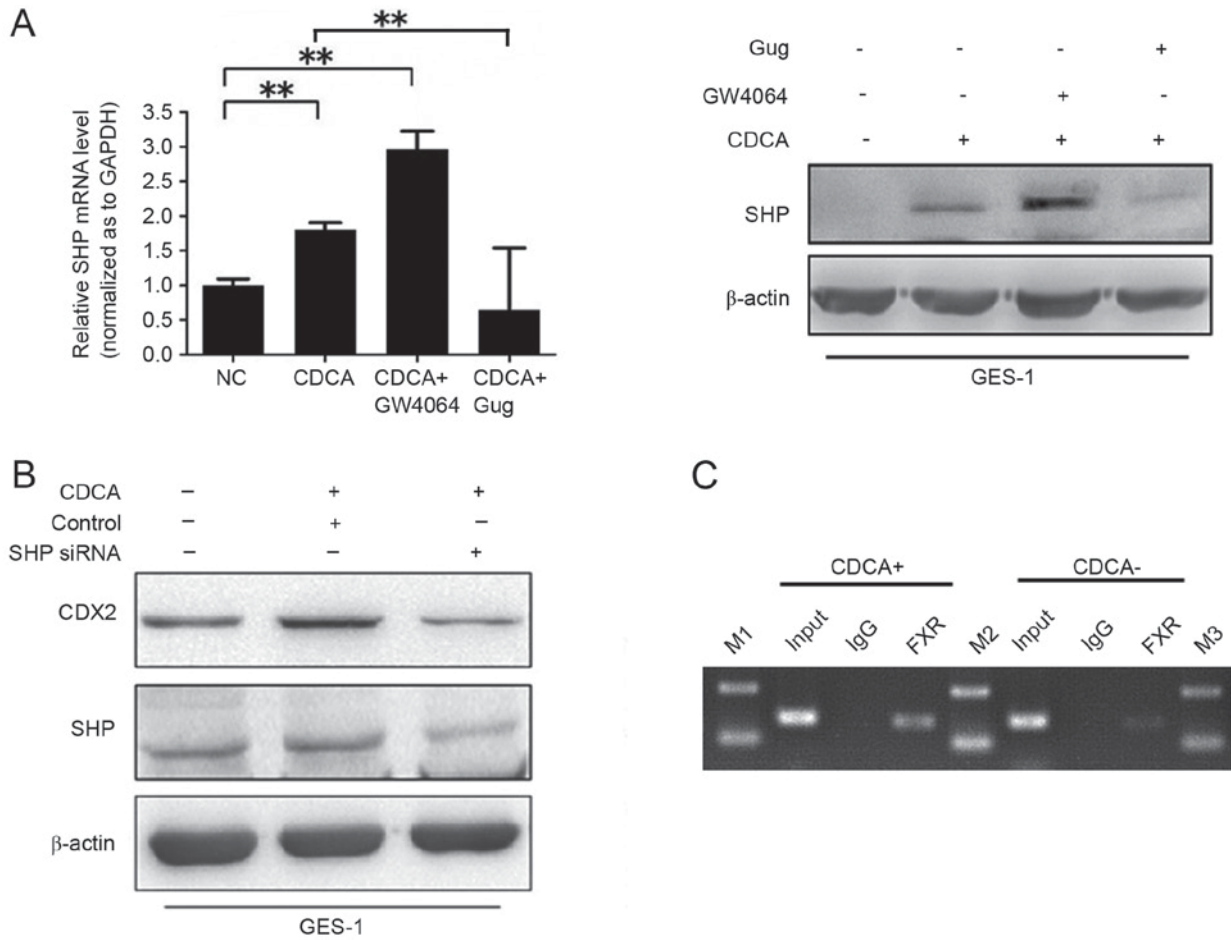 A
**
**
**
Relative SHP mRNA level
(normalized as to GAPDH)
3.5
3.0
2.5
2.0
1.5
1.0
0.5
0.0
NC
CDCA
CDCA+
GW4064
CDCA+
Gug
Gug - - - +
GW4064 - - + -
CDCA - + + +
SHP
β-actin
GES-1
B
CDCA – + +
Control – + –
SHP siRNA – – +
CDX2
SHP
β-actin
GES-1
C
CDCA+ CDCA-
M1 Input IgG FXR M2 Input IgG FXR M3